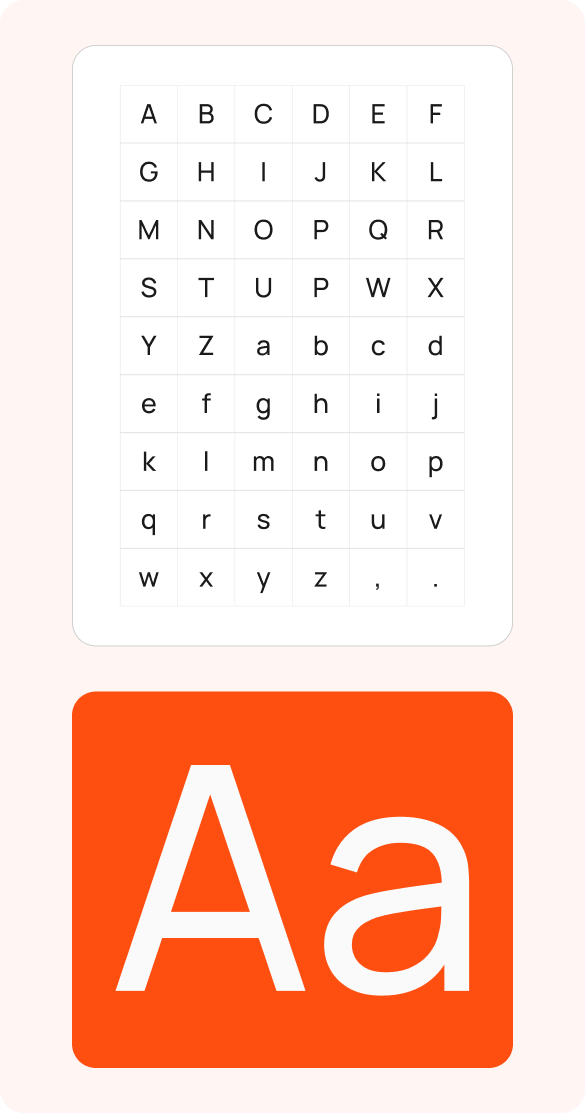 A B C D E F
G H I J K L
M N O P Q R
S T U P W X
Y Z a b c d
e f g h i j
k l m n o p
q r s t u v
w x y z , .
Aa